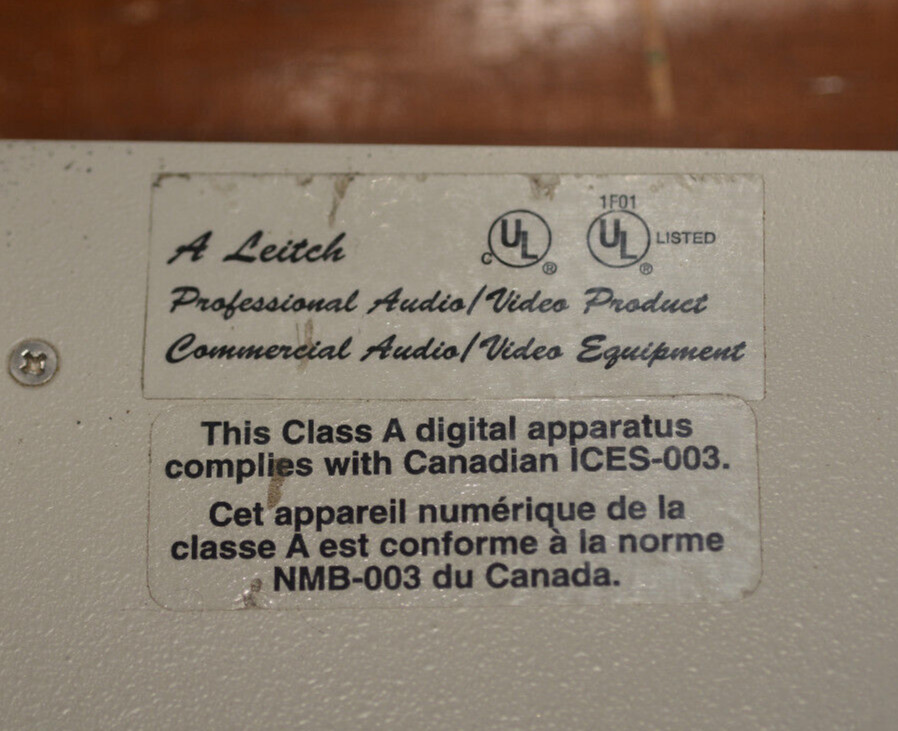 1F01
A Leitch C UL ® UL ® LISTED
Professional Audio/Video Product
Commercial Audio/Video Equipment
This Class A digital apparatus
complies with Canadian ICES-003.
Cet appareil numérique de la
classe A est conforme à la norme
NMB-003 du Canada.